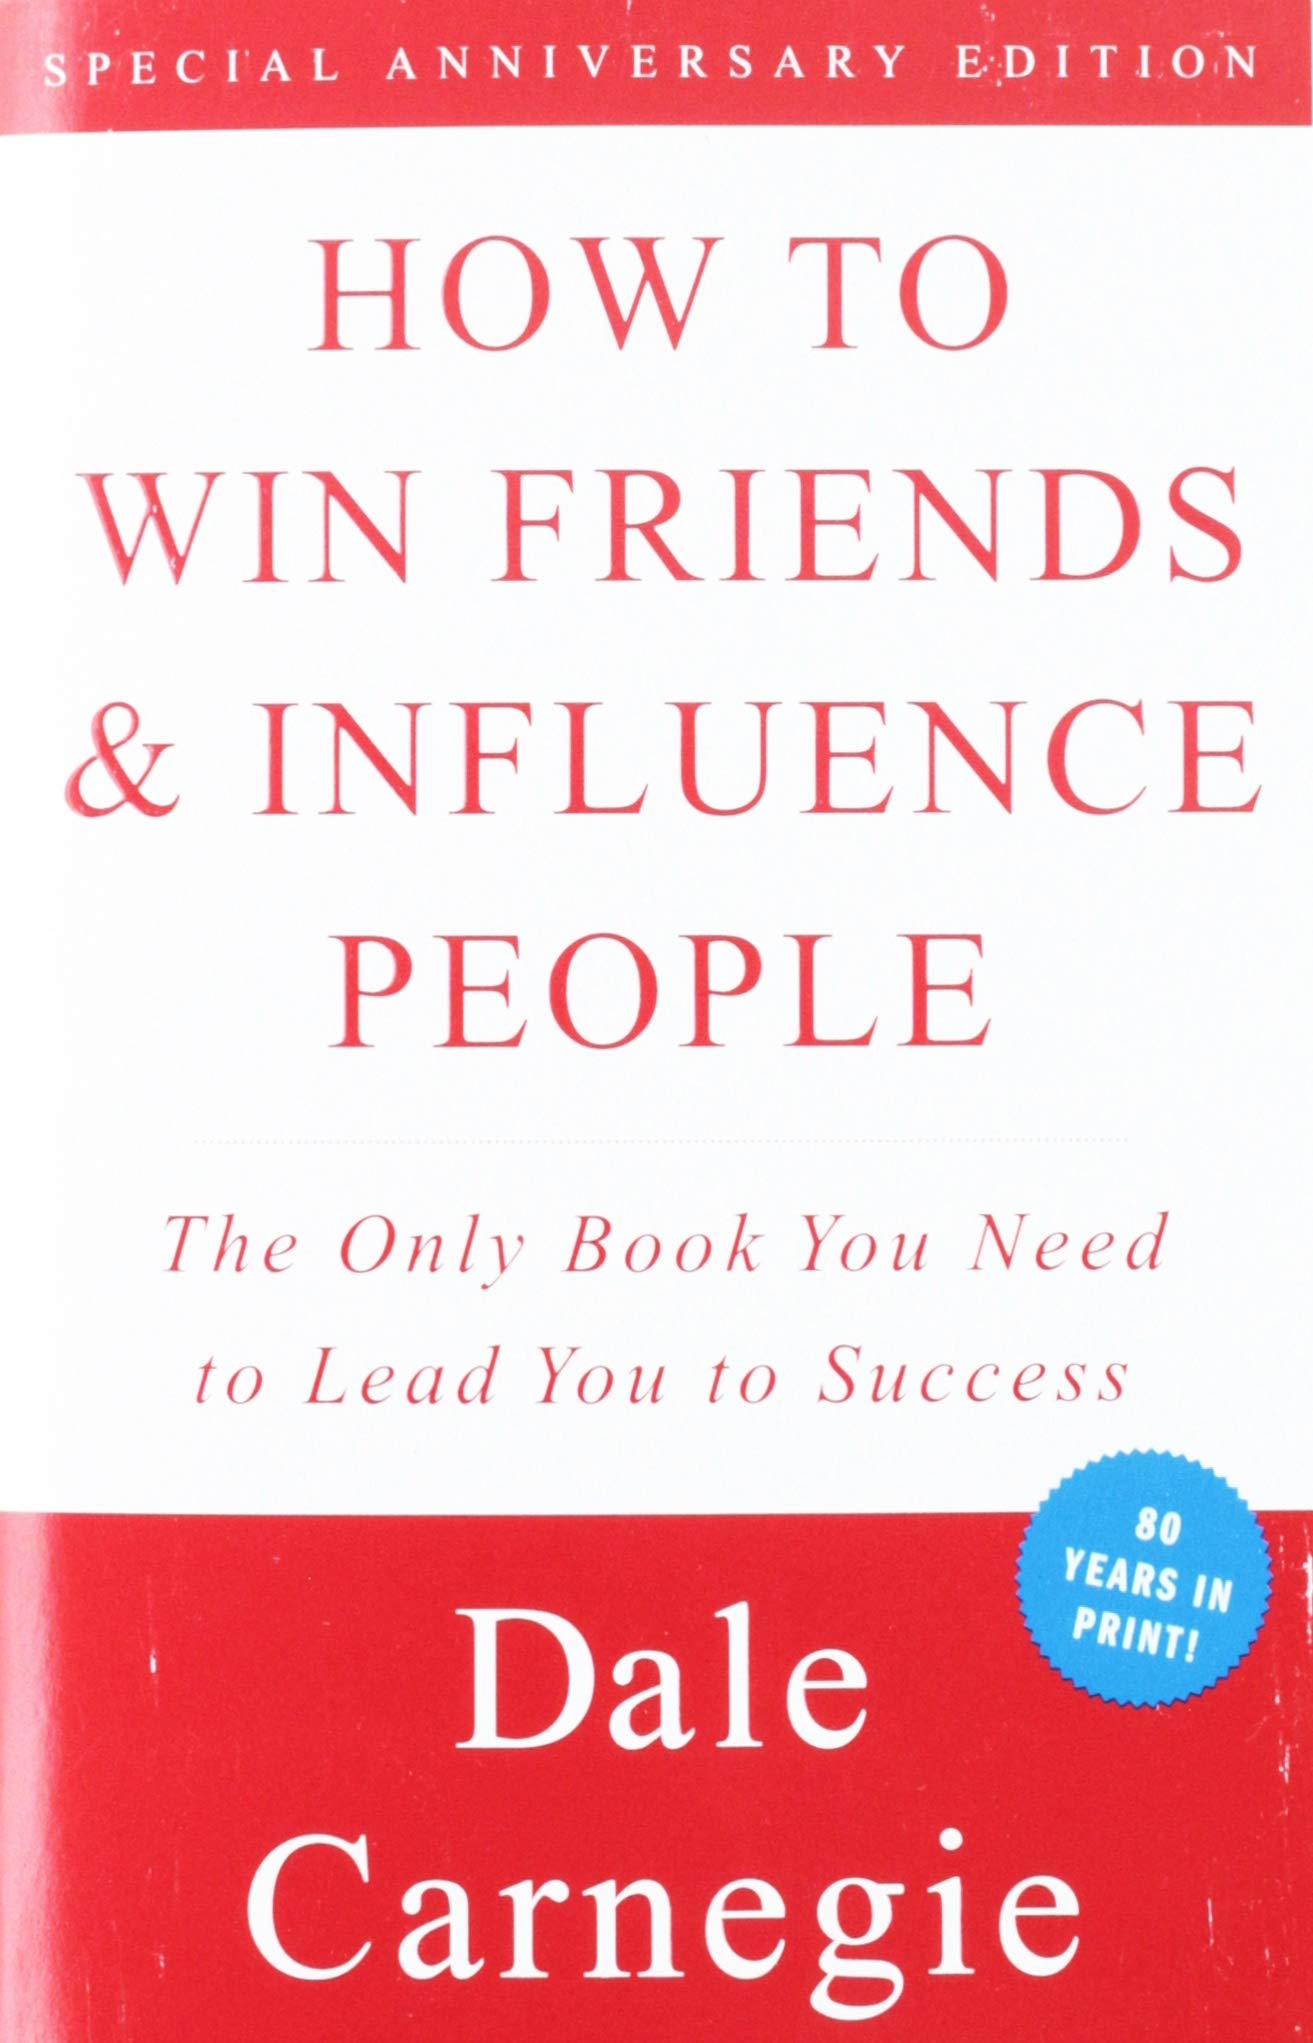 SPECIAL ANNIVERSARY EDITION
HOW TO
WIN FRIENDS
& INFLUENCE
PEOPLE
The Only Book You Need
to Lead You to Success
80
YEARS IN
PRINT!
Dale
Carnegie